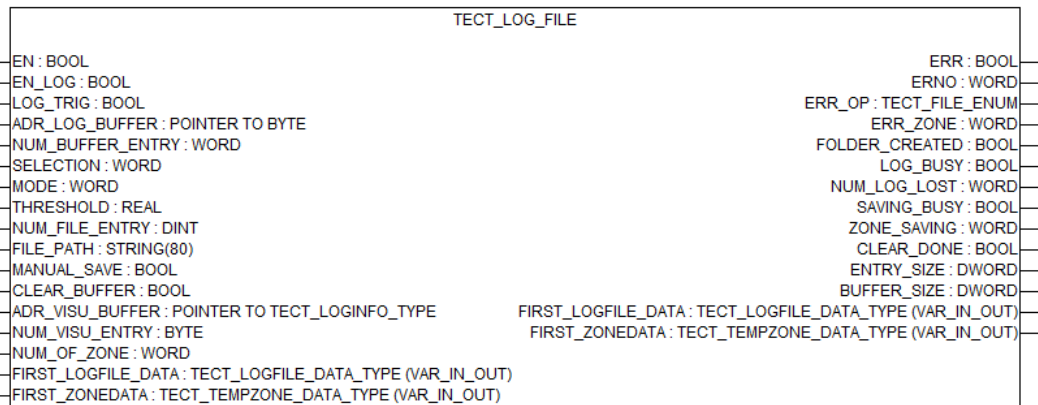 TECT_LOG_FILE
EN : BOOL
ERR : BOOL
EN_LOG : BOOL
ERNO : WORD
LOG_TRIG : BOOL
ERR_OP : TECT_FILE_ENUM
ADR_LOG_BUFFER : POINTER TO BYTE
ERR_ZONE : WORD
NUM_BUFFER_ENTRY : WORD
FOLDER_CREATED : BOOL
SELECTION : WORD
LOG_BUSY : BOOL
MODE : WORD
NUM_LOG_LOST : WORD
THRESHOLD : REAL
SAVING_BUSY : BOOL
NUM_FILE_ENTRY : DINT
ZONE_SAVING : WORD
FILE_PATH : STRING(80)
CLEAR_DONE : BOOL
MANUAL_SAVE : BOOL
ENTRY_SIZE : DWORD
CLEAR_BUFFER : BOOL
BUFFER_SIZE : DWORD
ADR_VISU_BUFFER : POINTER TO TECT_LOGINFO_TYPE
FIRST_LOGFILE_DATA : TECT_LOGFILE_DATA_TYPE (VAR_IN_OUT)
NUM_VISU_ENTRY : BYTE
FIRST_ZONEDATA : TECT_TEMPZONE_DATA_TYPE (VAR_IN_OUT)
NUM_OF_ZONE : WORD
FIRST_LOGFILE_DATA : TECT_LOGFILE_DATA_TYPE (VAR_IN_OUT)
FIRST_ZONEDATA : TECT_TEMPZONE_DATA_TYPE (VAR_IN_OUT)